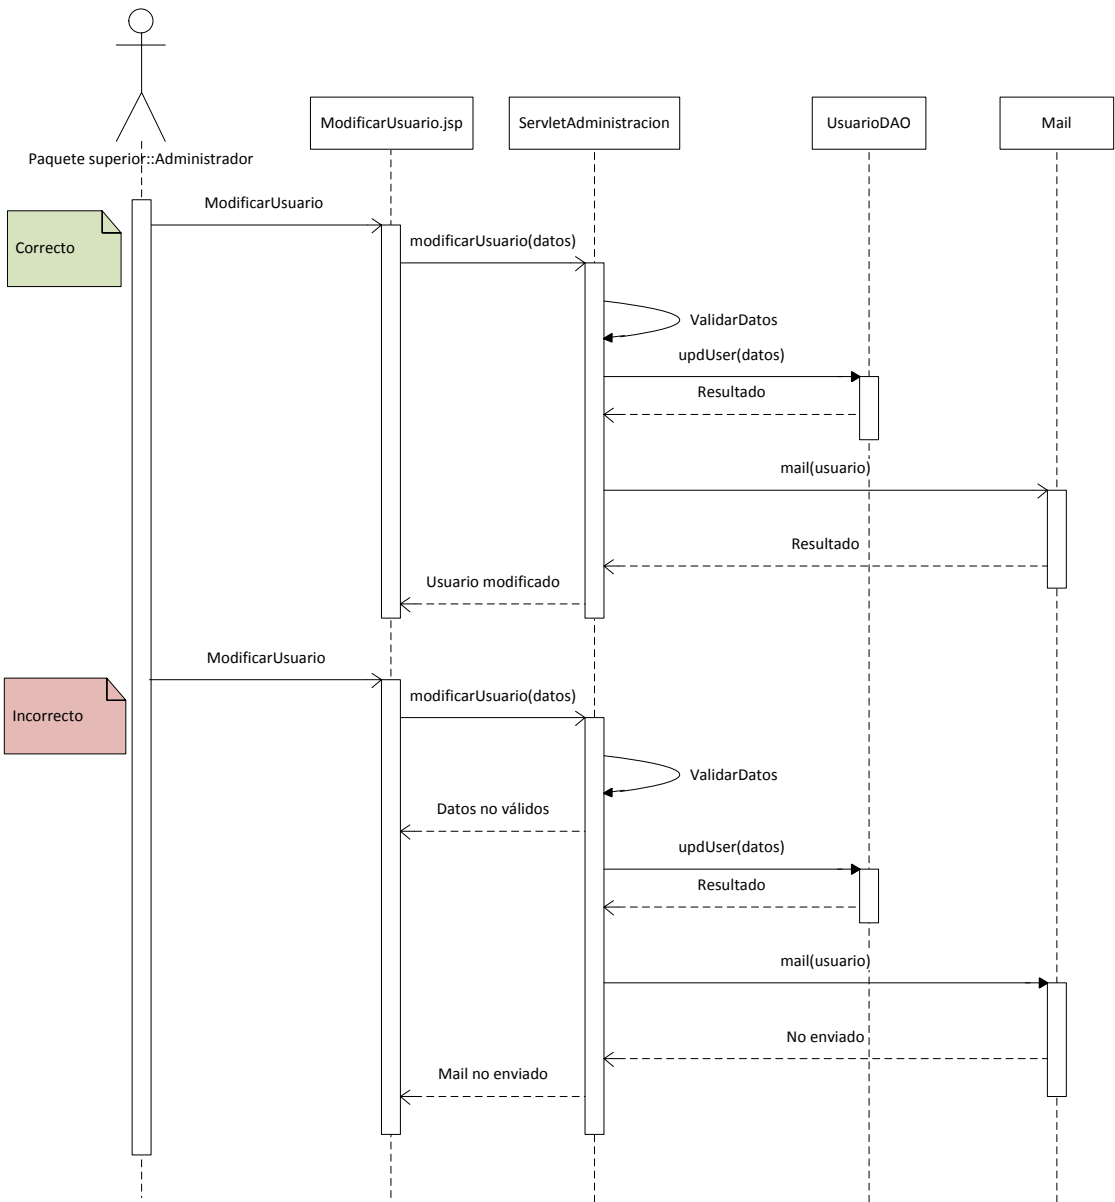 ModificarUsuario.jsp
ServletAdministracion
UsuarioDAO
Mail
Paquete superior::Administrador
ModificarUsuario
Correcto
modificarUsuario(datos)
ValidarDatos
updUser(datos)
Resultado
mail(usuario)
Resultado
Usuario modificado
ModificarUsuario
Incorrecto
modificarUsuario(datos)
ValidarDatos
Datos no válidos
updUser(datos)
Resultado
mail(usuario)
No enviado
Mail no enviado